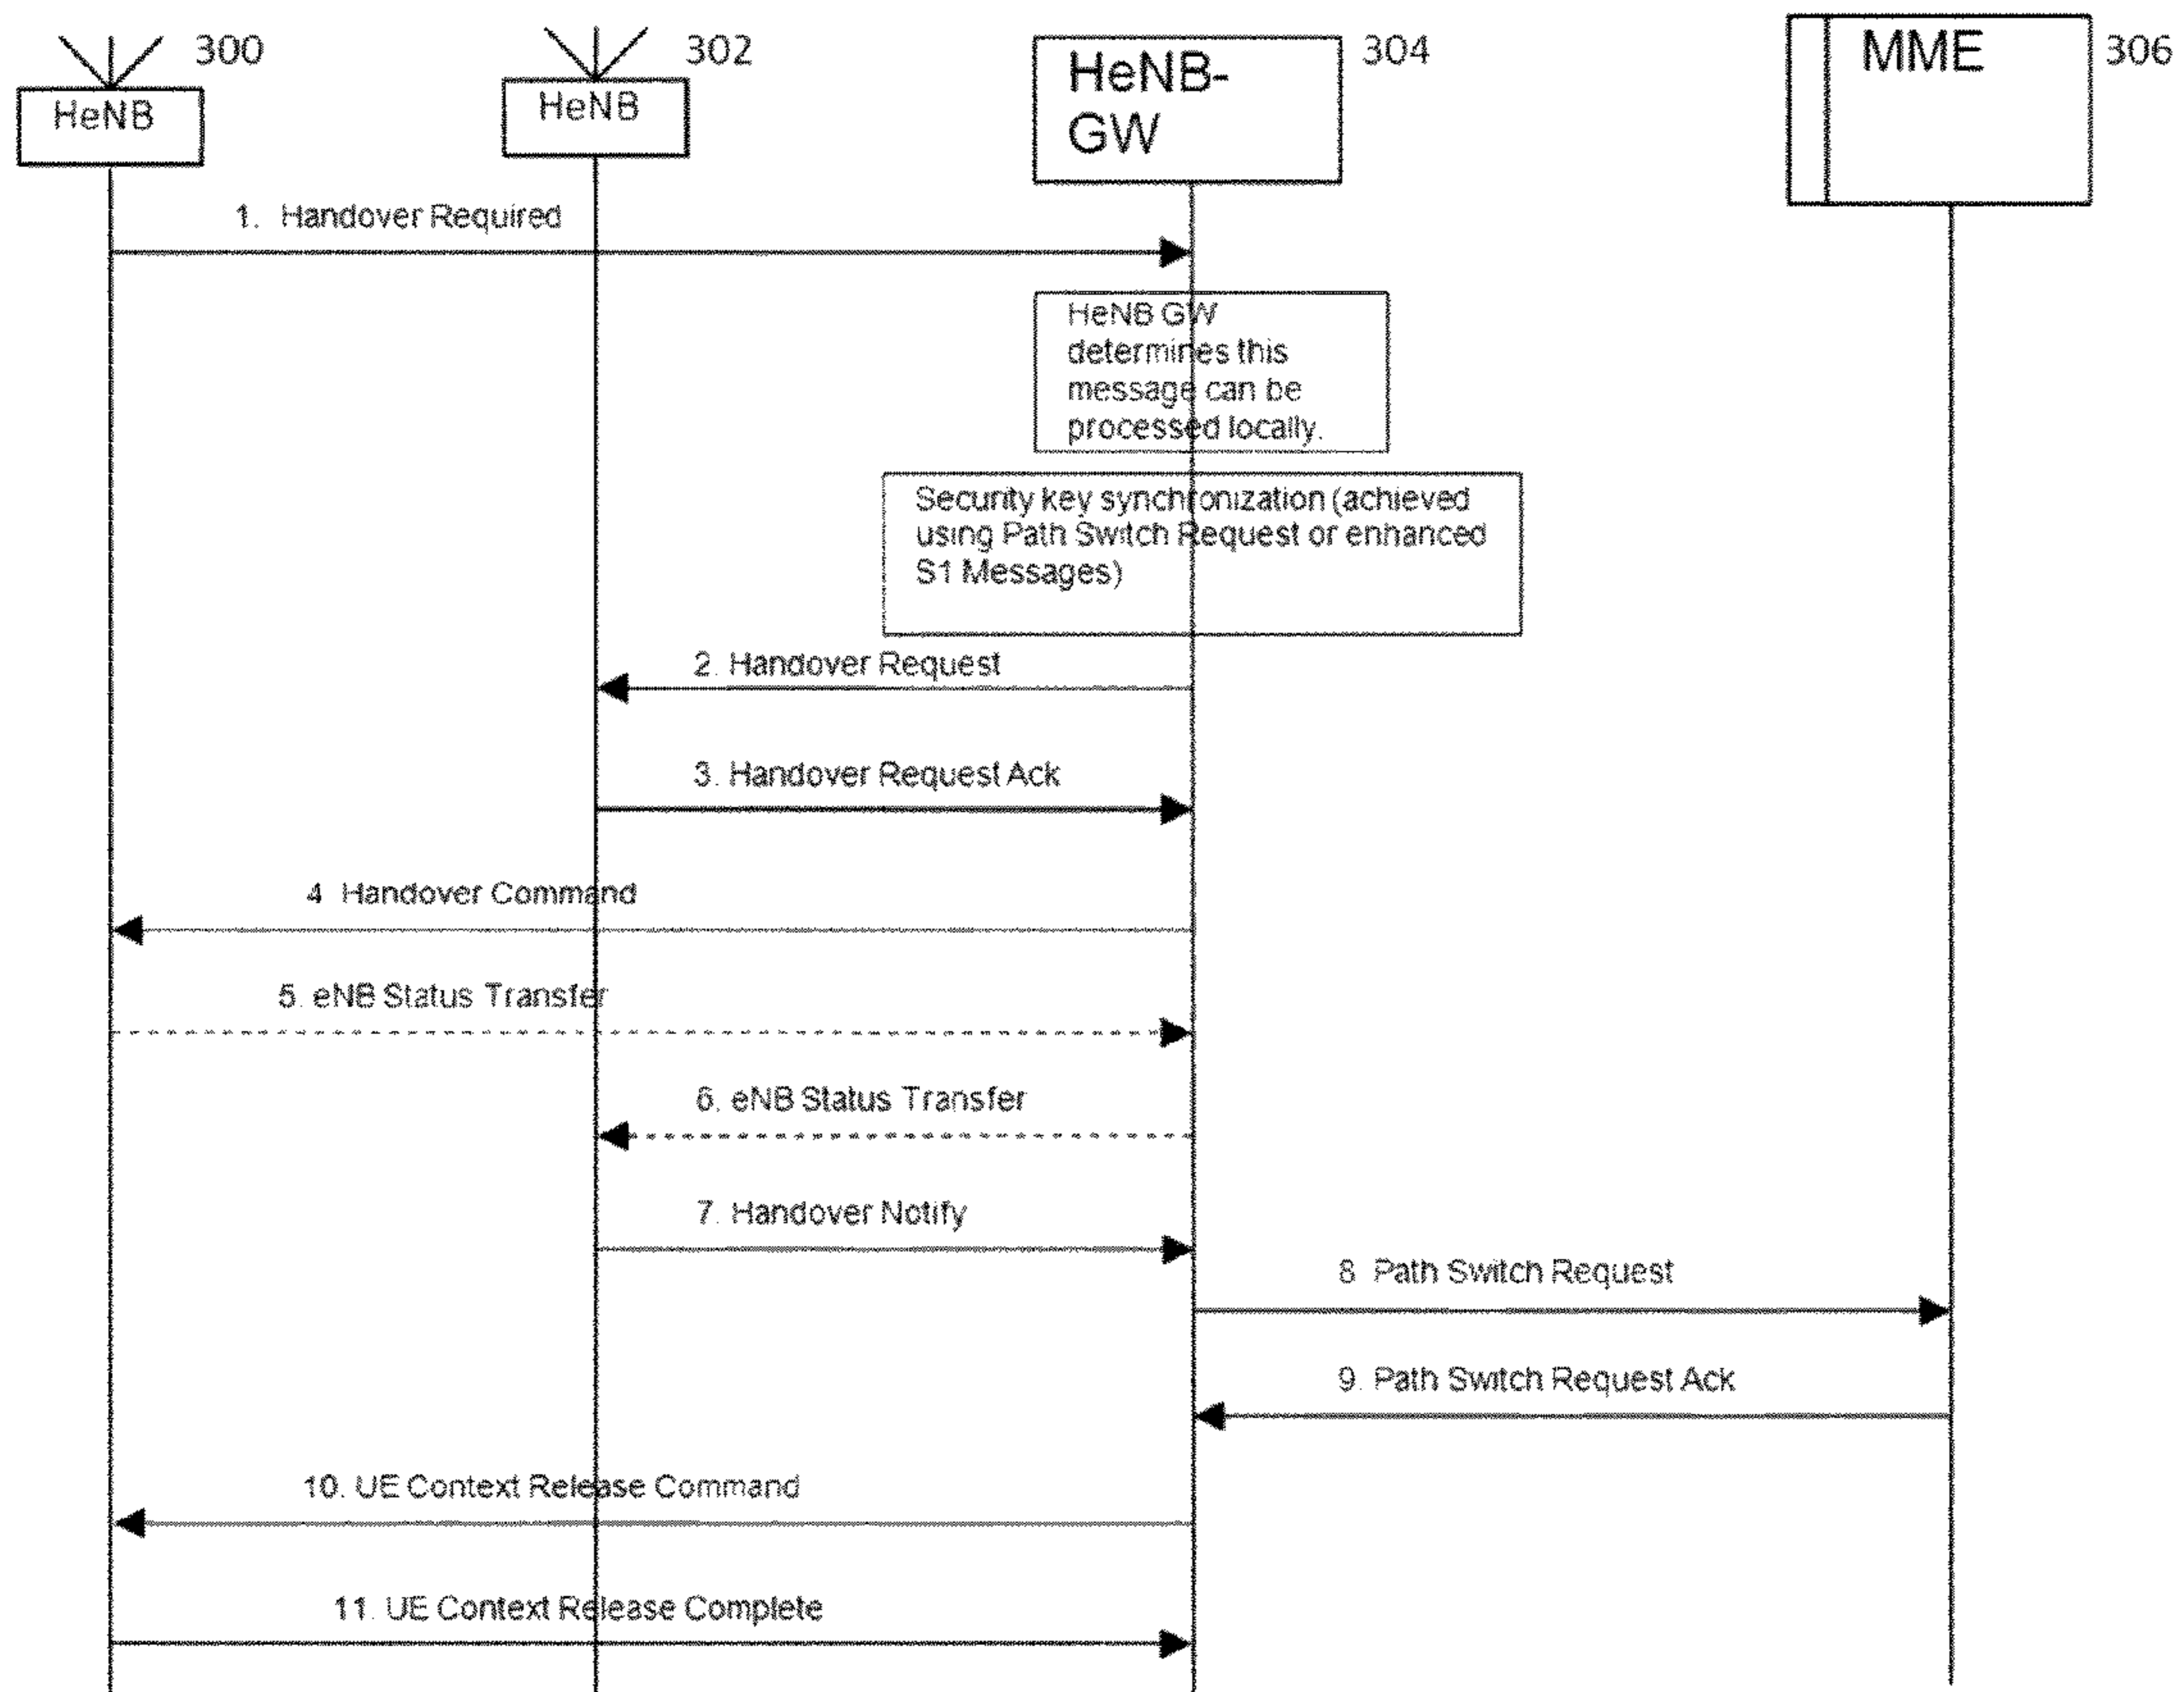 300
302
304
306
HeNB
HeNB
HeNB-
GW
MME
1. Handover Required
HeNB GW
determines this
message can be
processed locally.
Security key synchronization (achieved
using Path Switch Request or enhanced
S1 Messages)
2. Handover Request
3. Handover Request Ack
4 Handover Command
5. eNB Status Transfer
6. eNB Status Transfer
7. Handover Notify
8 Path Switch Request
9. Path Switch Request Ack
10. UE Context Release Command
11. UE Context Release Complete